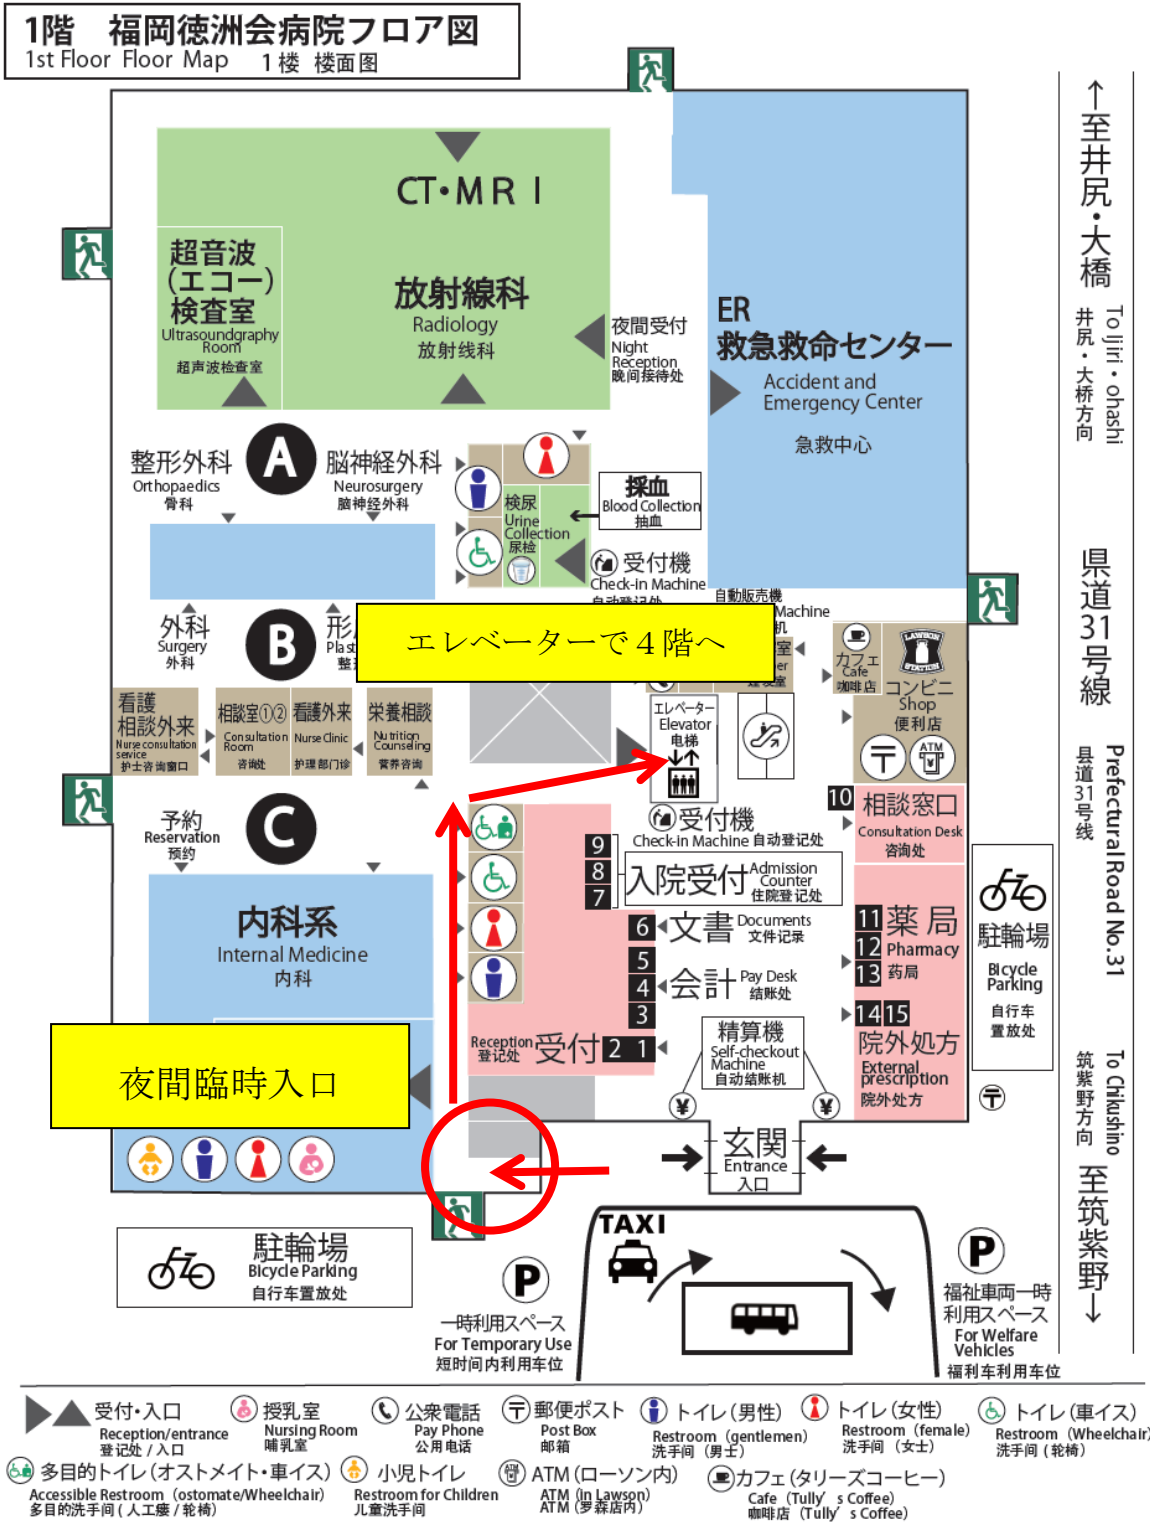 1階 福岡徳洲会病院フロア図
1st Floor Floor Map 1楼 楼面图
CT・MRI
超音波
(エコー)
検査室
Ultrasoundgraphy
Room
超声波检查室
放射線科
Radiology
放射线科
夜間受付
Night
Reception
晚间接待处
ER
救急救命センター
Accident and
Emergency Center
急救中心
←至井尻・大橋
To Ijiri・ohashi
井尻・大桥方向
A
整形外科
Orthopaedics
骨科
脳神経外科
Neurosurgery
脑神经外科
検尿
Urine
Collection
尿检
採血
Blood Collection
抽血
受付機
Check-in Machine
自动登记处
自動販売機
Machine
机
B
外科
Surgery
外科
形
Plast
整
エレベーターで４階へ
室
er
カフェ
Cafe
咖啡店
LAWSON
STATION
コンビニ
Shop
便利店
ATM
県道31号線
Prefectural Road No.31
县道31号线
看護
相談外来
Nurse consultation
service
护士咨询窗口
相談室①②
Consultation
Room
咨询处
看護外来
Nurse Clinic
护理部门诊
栄養相談
Nutrition
Counseling
营养咨询
エレベーター
Elevator
电梯
C
予約
Reservation
预约
受付機
Check-in Machine 自动登记处
10
相談窓口
Consultation Desk
咨询处
9
8
7
入院受付
Admission
Counter
住院登记处
内科系
Internal Medicine
内科
6
文書
Documents
文件记录
5
4
3
会計
Pay Desk
结账处
11
12
13
薬局
Pharmacy
药局
駐輪場
Bicycle
Parking
自行车
置放处
Reception
登记处
受付
2 1
精算機
Self-checkout
Machine
自动结账机
¥
¥
14 15
院外処方
External
prescription
院外处方
夜間臨時入口
玄関
Entrance
入口
To Chikushino
筑紫野方向
至筑紫野→
駐輪場
Bicycle Parking
自行车置放处
P
一時利用スペース
For Temporary Use
短时间内利用车位
TAXI
P
福祉車両一時
利用スペース
For Welfare
Vehicles
福利车利用车位
受付・入口
Reception/entrance
登记处 / 入口
授乳室
Nursing Room
哺乳室
公衆電話
Pay Phone
公用电话
郵便ポスト
Post Box
邮箱
トイレ(男性)
Restroom (gentlemen)
洗手间 (男士)
トイレ(女性)
Restroom (female)
洗手间 (女士)
トイレ(車イス)
Restroom (Wheelchair)
洗手间 (轮椅)
多目的トイレ(オストメイト・車イス)
Accessible Restroom (ostomate/Wheelchair)
多目的洗手间 (人工瘘 / 轮椅)
小児トイレ
Restroom for Children
儿童洗手间
ATM (ローソン内)
ATM (in Lawson)
ATM (罗森店内)
カフェ(タリーズコーヒー)
Cafe (Tully's Coffee)
咖啡店 (Tully's Coffee)